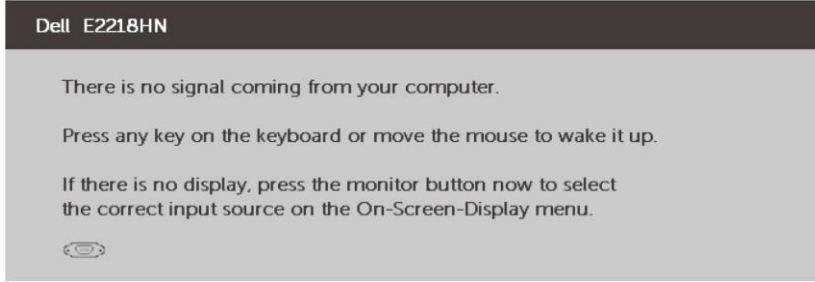 Dell E2218HN
There is no signal coming from your computer.
Press any key on the keyboard or move the mouse to wake it up.
If there is no display, press the monitor button now to select
the correct input source on the On-Screen-Display menu.